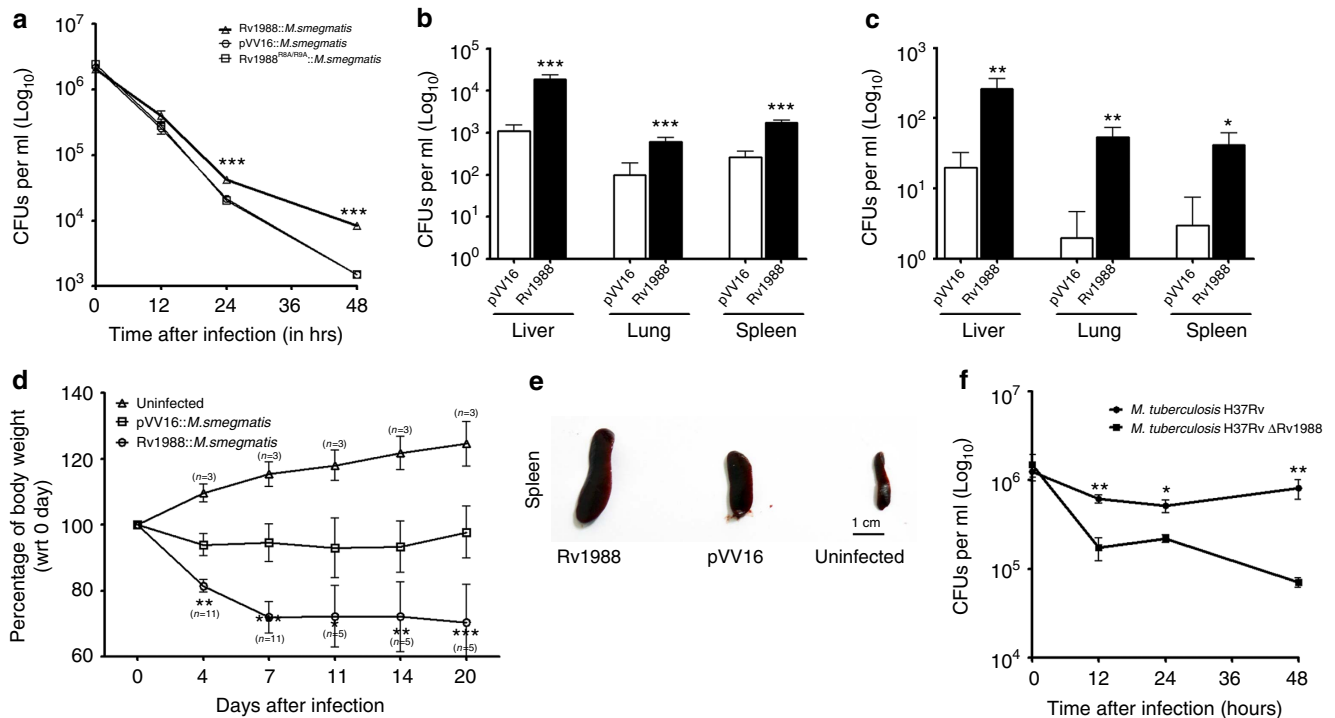 a
Rv1988::M.smegmatis
pVV16::M.smegmatis
Rv1988R8A/R9A::M.smegmatis
CFUs per ml (Log10)
107
106
105
104
103
***
***
0 12 24 36 48
Time after infection (in hrs)
b
CFUs per ml (Log10)
105
104
103
102
101
100
***
***
***
pVV16 Rv1988 pVV16 Rv1988 pVV16 Rv1988
Liver Lung Spleen
c
CFUs per ml (Log10)
103
102
101
100
**
**
*
pVV16 Rv1988 pVV16 Rv1988 pVV16 Rv1988
Liver Lung Spleen
d
Uninfected
pVV16::M.smegmatis
Rv1988::M.smegmatis
Percentage of body weight
(wrt 0 day)
140
120
100
80
60
(n=3) (n=3) (n=3) (n=3) (n=3)
** *** * ** ***
(n=11) (n=11) (n=5) (n=5) (n=5)
0 4 7 11 14 20
Days after infection
e
Spleen
1 cm
Rv1988 pVV16 Uninfected
f
M. tuberculosis H37Rv
M. tuberculosis H37Rv ΔRv1988
CFUs per ml (Log10)
107
106
105
104
** * **
0 12 24 36 48
Time after infection (hours)